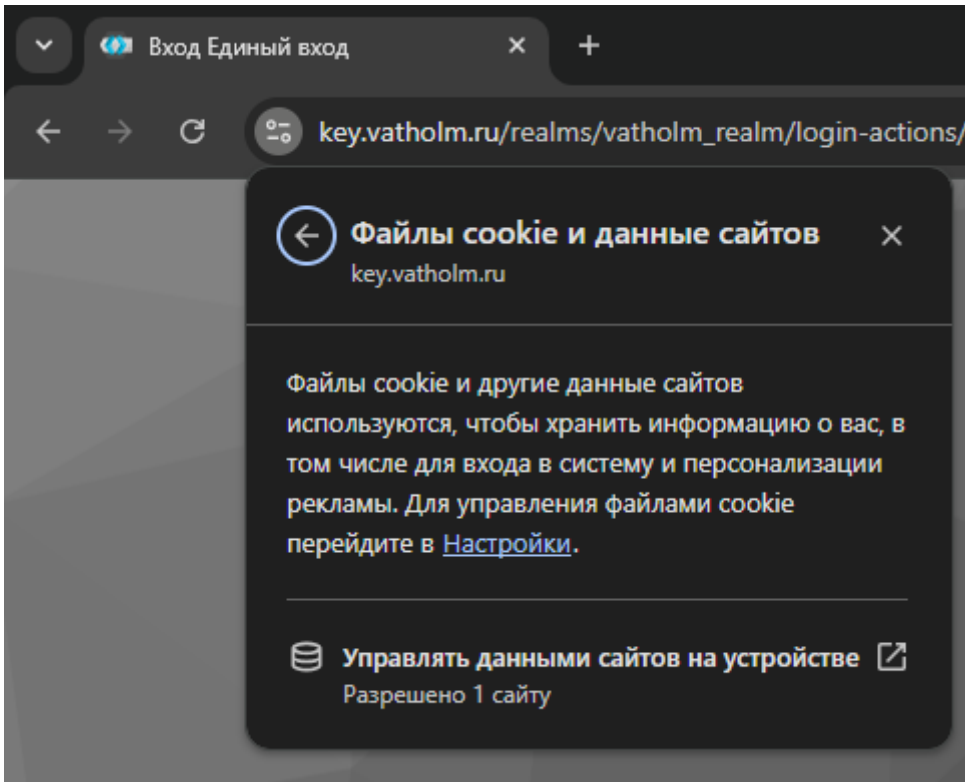 Вход Единый вход
key.vatholm.ru/realms/vatholm_realm/login-actions/
Файлы cookie и данные сайтов
key.vatholm.ru
Файлы cookie и другие данные сайтов
используются, чтобы хранить информацию о вас, в
том числе для входа в систему и персонализации
рекламы. Для управления файлами cookie
перейдите в Настройки.
Управлять данными сайтов на устройстве
Разрешено 1 сайту